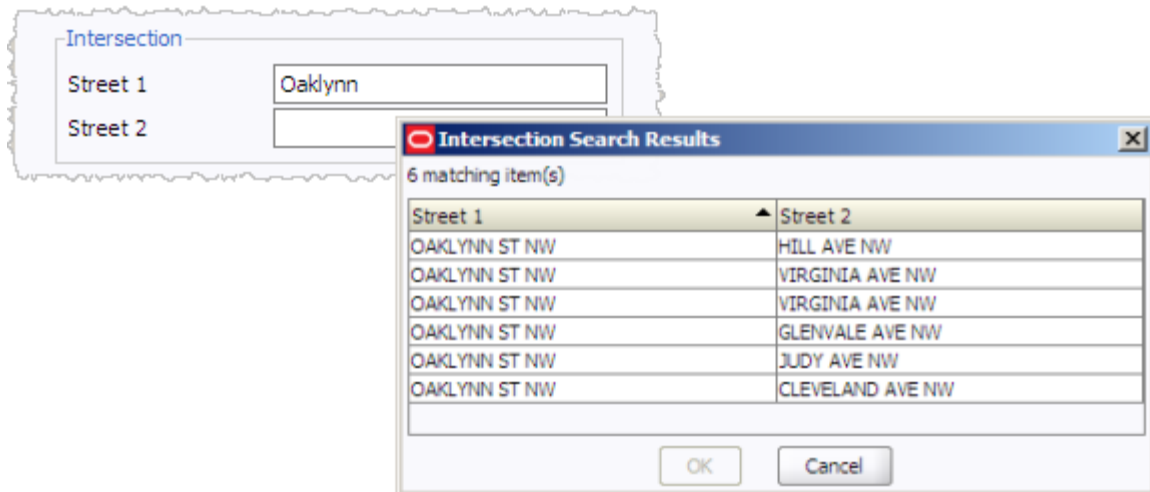 Intersection
Street 1 Oaklynn
Street 2
Intersection Search Results
6 matching item(s)
Street 1 Street 2
OAKLYNN ST NW HILL AVE NW
OAKLYNN ST NW VIRGINIA AVE NW
OAKLYNN ST NW VIRGINIA AVE NW
OAKLYNN ST NW GLENVALE AVE NW
OAKLYNN ST NW JUDY AVE NW
OAKLYNN ST NW CLEVELAND AVE NW
OK Cancel